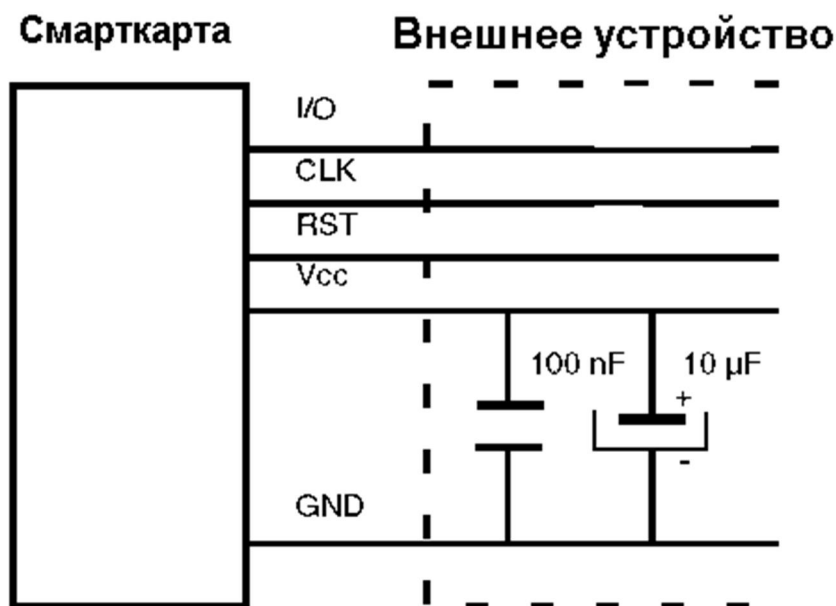 Смарткарта
Внешнее устройство
I/O
CLK
RST
Vcc
100 nF
10 µF
+
-
GND